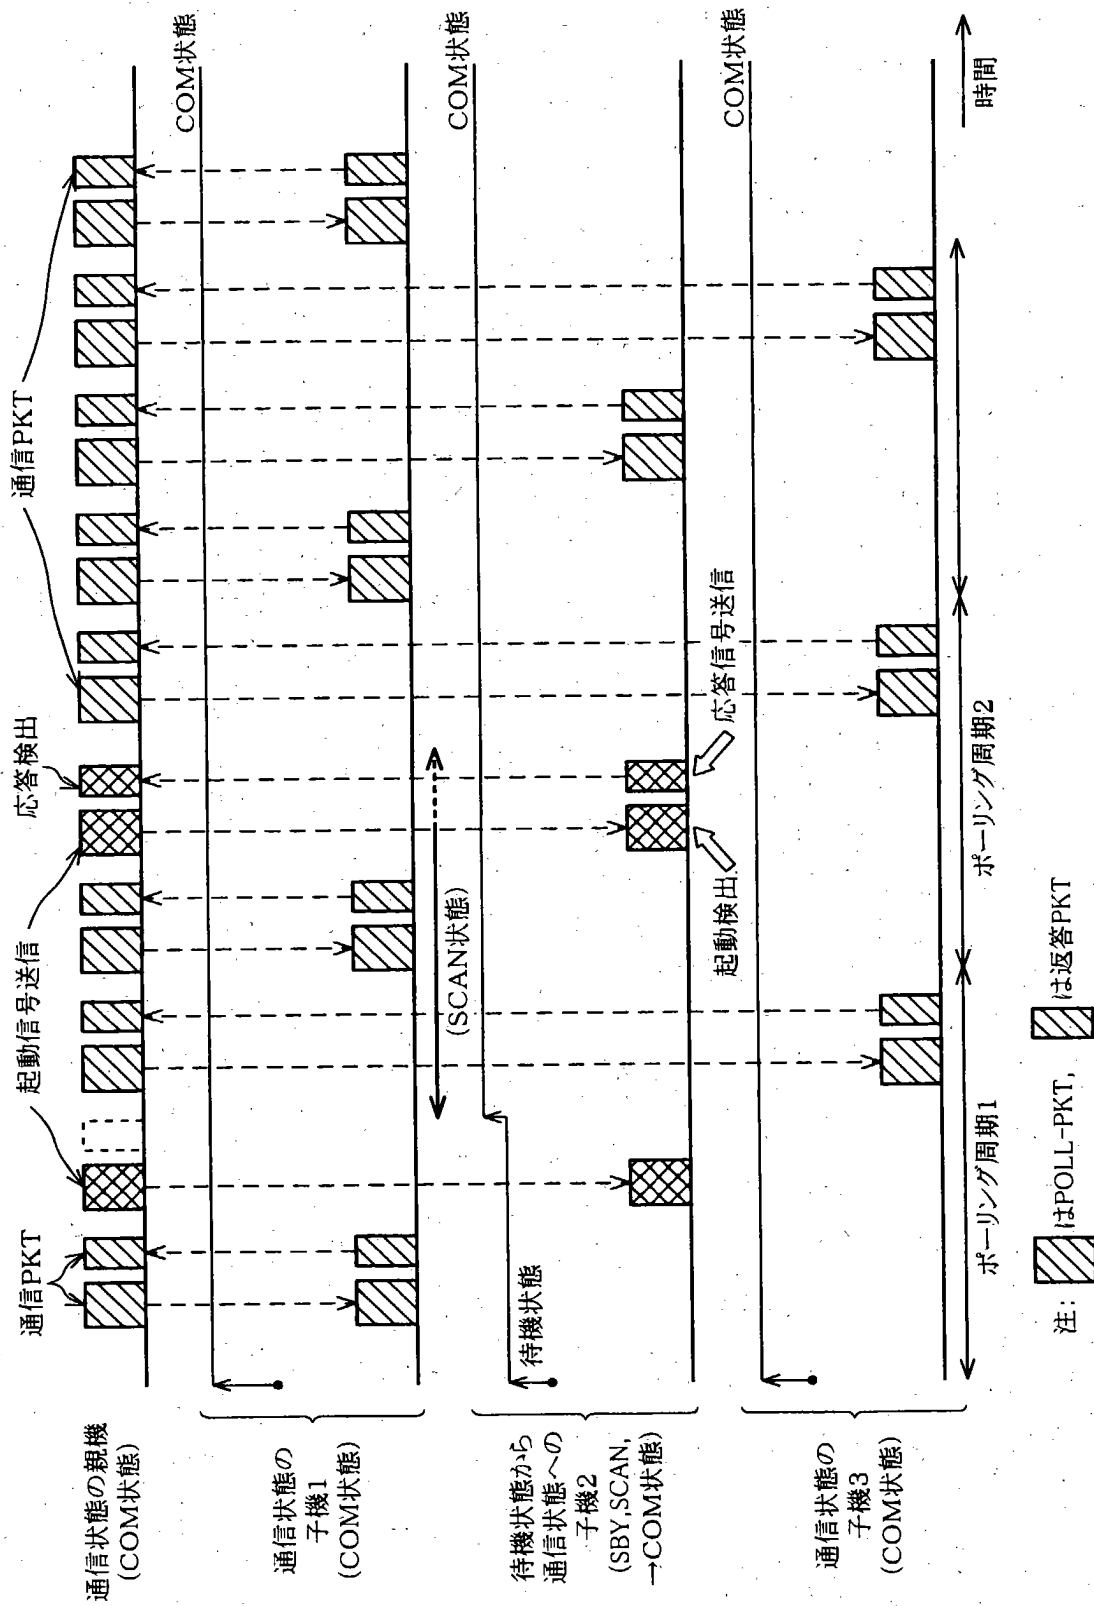 通信状態の親機
(COM状態)
通信PKT
起動信号送信
応答検出
通信PKT
通信状態の
子機1
(COM状態)
COM状態
待機状態から
通信状態への
子機2
(SBY,SCAN,
→COM状態)
待機状態
(SCAN状態)
COM状態
起動検出
応答信号送信
通信状態の
子機3
(COM状態)
COM状態
ポーリング周期1
ポーリング周期2
時間
注: はPOLL-PKT, は返答PKT